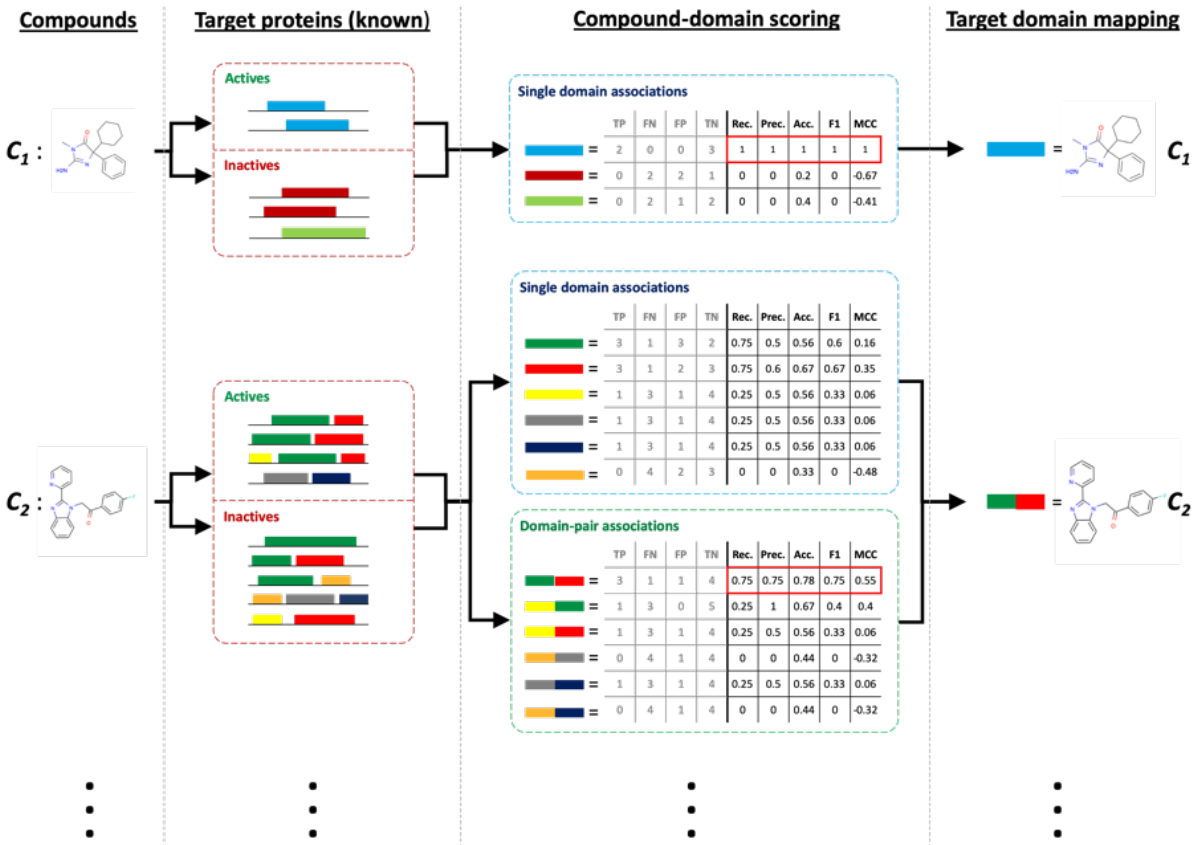 Compounds Target proteins (known) Compound-domain scoring Target domain mapping
C1 :
H2N N N O
Actives
Inactives
Single domain associations
TP FN FP TN Rec. Prec. Acc. F1 MCC
= 2 0 0 3 1 1 1 1 1
= 0 2 2 1 0 0 0.2 0 -0.67
= 0 2 1 2 0 0 0.4 0 -0.41
= H2N N N O C1
C2 :
N N N O F
Actives
Inactives
Single domain associations
TP FN FP TN Rec. Prec. Acc. F1 MCC
= 3 1 3 2 0.75 0.5 0.56 0.6 0.16
= 3 1 2 3 0.75 0.6 0.67 0.67 0.35
= 1 3 1 4 0.25 0.5 0.56 0.33 0.06
= 1 3 1 4 0.25 0.5 0.56 0.33 0.06
= 1 3 1 4 0.25 0.5 0.56 0.33 0.06
= 0 4 2 3 0 0 0.33 0 -0.48
Domain-pair associations
TP FN FP TN Rec. Prec. Acc. F1 MCC
= 3 1 1 4 0.75 0.75 0.78 0.75 0.55
= 1 3 0 5 0.25 1 0.67 0.4 0.4
= 1 3 1 4 0.25 0.5 0.56 0.33 0.06
= 0 4 1 4 0 0 0.44 0 -0.32
= 1 3 1 4 0.25 0.5 0.56 0.33 0.06
= 0 4 1 4 0 0 0.44 0 -0.32
= N N N O F C2